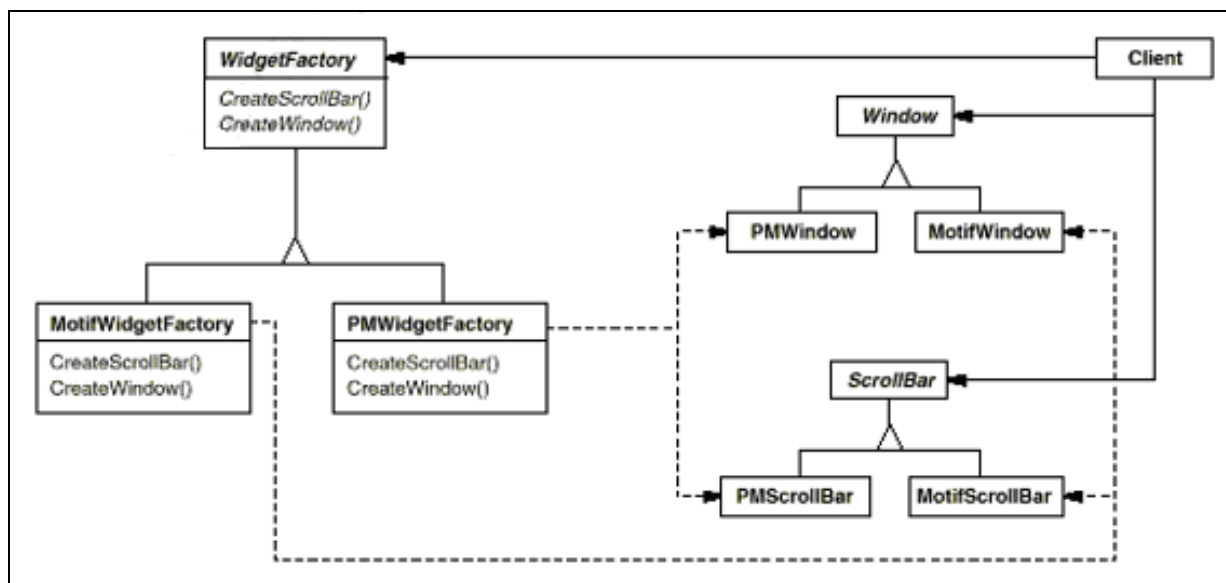 WidgetFactory
CreateScrollBar()
CreateWindow()
Client
Window
PMWindow
MotifWindow
MotifWidgetFactory
CreateScrollBar()
CreateWindow()
PMWidgetFactory
CreateScrollBar()
CreateWindow()
ScrollBar
PMScrollBar
MotifScrollBar